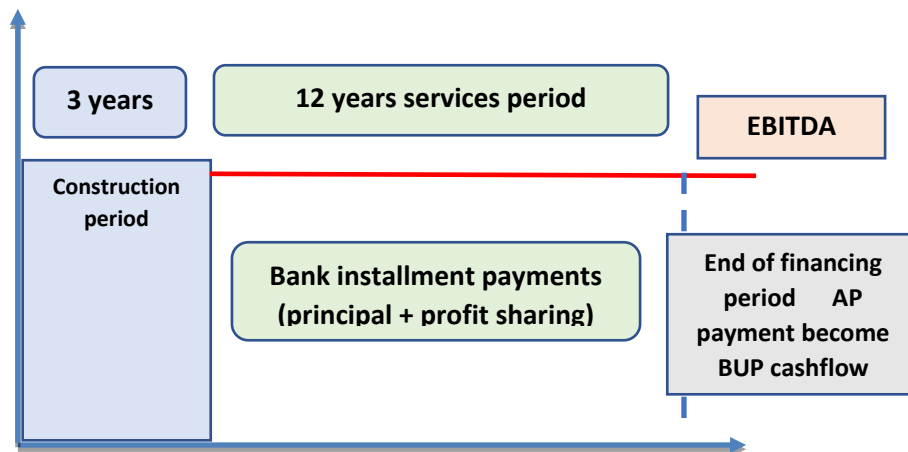 3 years
12 years services period
EBITDA
Construction
period
Bank installment payments
(principal + profit sharing)
End of financing
period AP
payment become
BUP cashflow